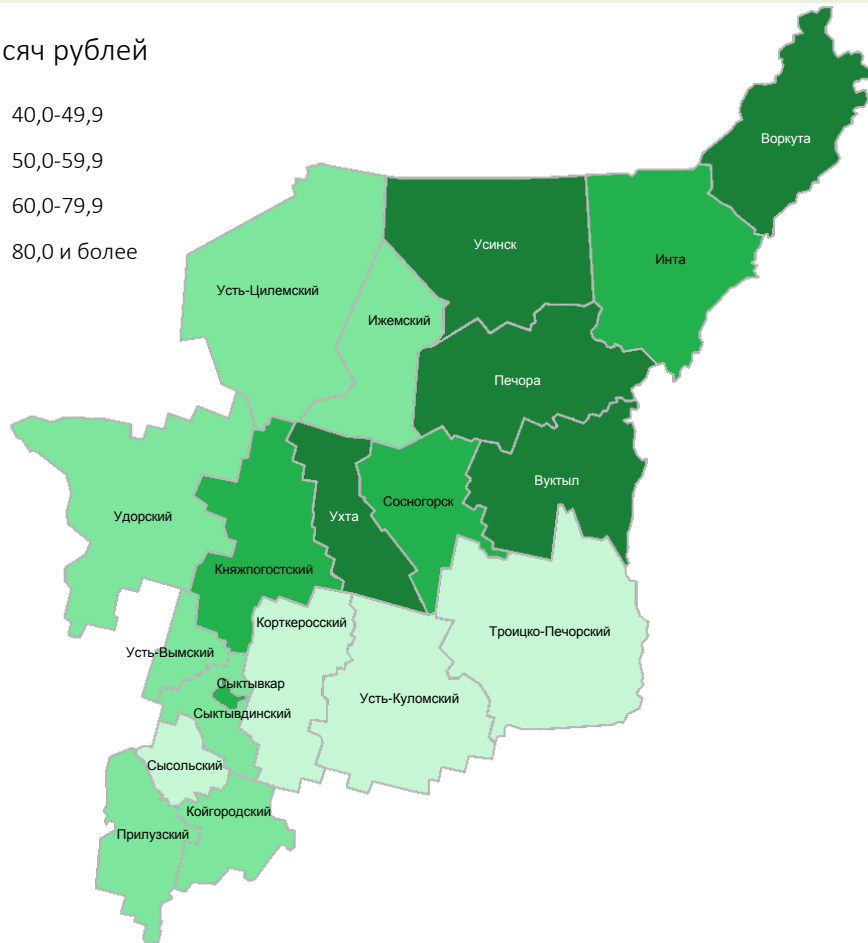 сяч рублей
40,0-49,9
50,0-59,9
60,0-79,9
80,0 и более
Воркута
Усинск
Инта
Усть-Цилемский
Ижемский
Печора
Вуктыл
Сосногорск
Ухта
Удорский
Княжпогостский
Корткеросский
Троицко-Печорский
Усть-Вымский
Сыктывкар
Усть-Куломский
Сыктывдинский
Сысольский
Койгородский
Прилузский